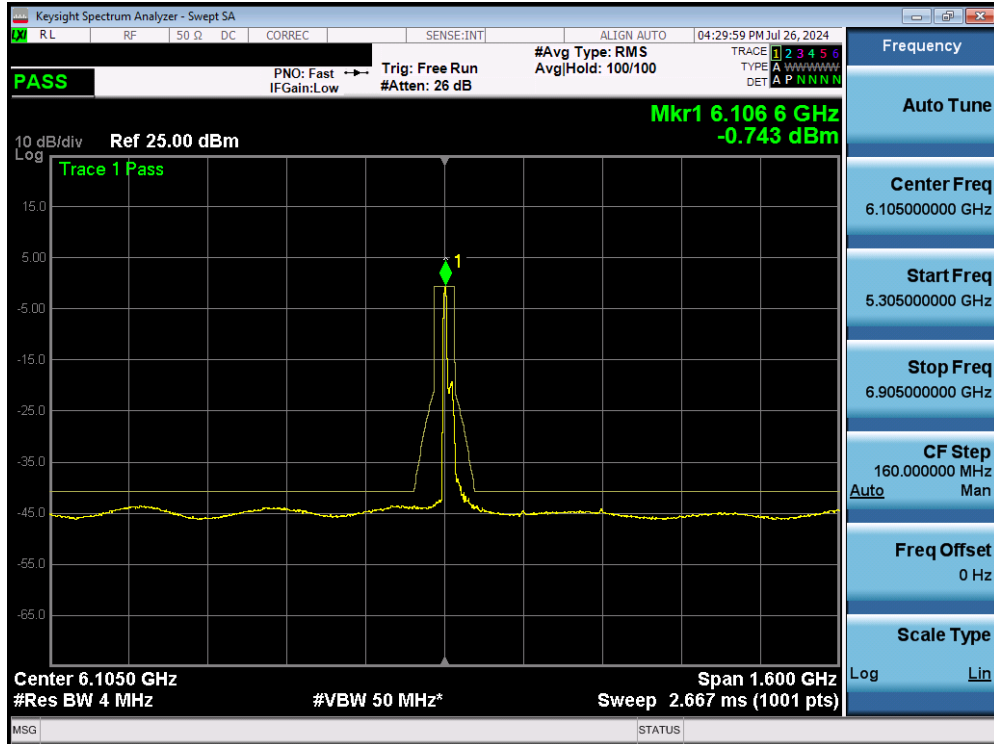 Keysight Spectrum Analyzer - Swept SA
LXI RL RF 50 Ω DC CORREC SENSE:INT ALIGN AUTO 04:29:59 PM Jul 26, 2024
PASS
PNO: Fast
IFGain:Low
Trig: Free Run
#Atten: 26 dB
#Avg Type: RMS
Avg|Hold: 100/100
TRACE 1 2 3 4 5 6
TYPE A WWWWW
DET A P N N N N
Mkr1 6.106 6 GHz
-0.743 dBm
10 dB/div Ref 25.00 dBm
Log
Trace 1 Pass
15.0
5.00
-5.00
-15.0
-25.0
-35.0
-45.0
-55.0
-65.0
1
Center 6.1050 GHz Span 1.600 GHz
#Res BW 4 MHz #VBW 50 MHz* Sweep 2.667 ms (1001 pts)
MSG STATUS
Frequency
Auto Tune
Center Freq
6.105000000 GHz
Start Freq
5.305000000 GHz
Stop Freq
6.905000000 GHz
CF Step
160.000000 MHz
Auto Man
Freq Offset
0 Hz
Scale Type
Log Lin